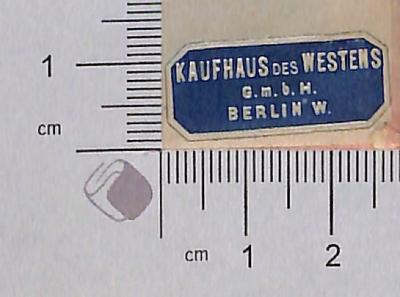 KAUFHAUS DES WESTENS
G.m.b.H.
BERLIN W.
1
cm
cm 1 2